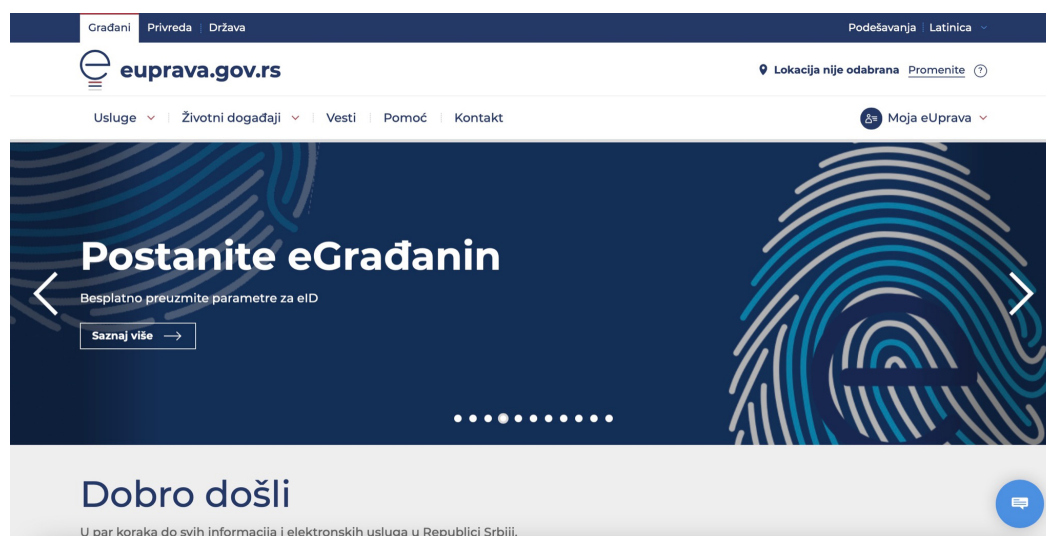 Građani Privreda Država Podešavanja Latinica
euprava.gov.rs Lokacija nije odabrana Promenite ?
Usluge Životni događaji Vesti Pomoć Kontakt Moja eUprava
Postanite eGrađanin
Besplatno preuzmite parametre za eID
Saznaj više
Dobro došli
U par koraka do svih informacija i elektronskih usluga u Republici Srbiji.